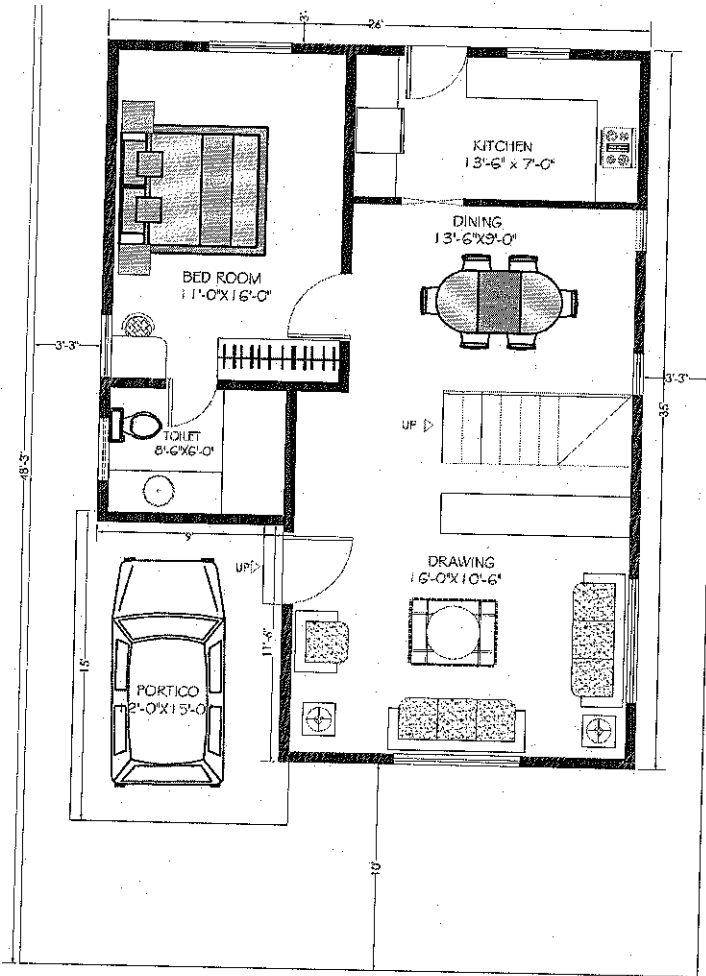 26'
3'
KITCHEN
13'-6" x 7'-0"
DINING
13'-6"X9'-0"
BED ROOM
11'-0"X16'-0"
3'-3"
3'-3"
35'
UP
TOILET
8'-6"X6'-0"
48'-3"
9'
UP
DRAWING
16'-0"X10'-6"
11'-6"
15'
PORTICO
2'-0"X15'-0
10'